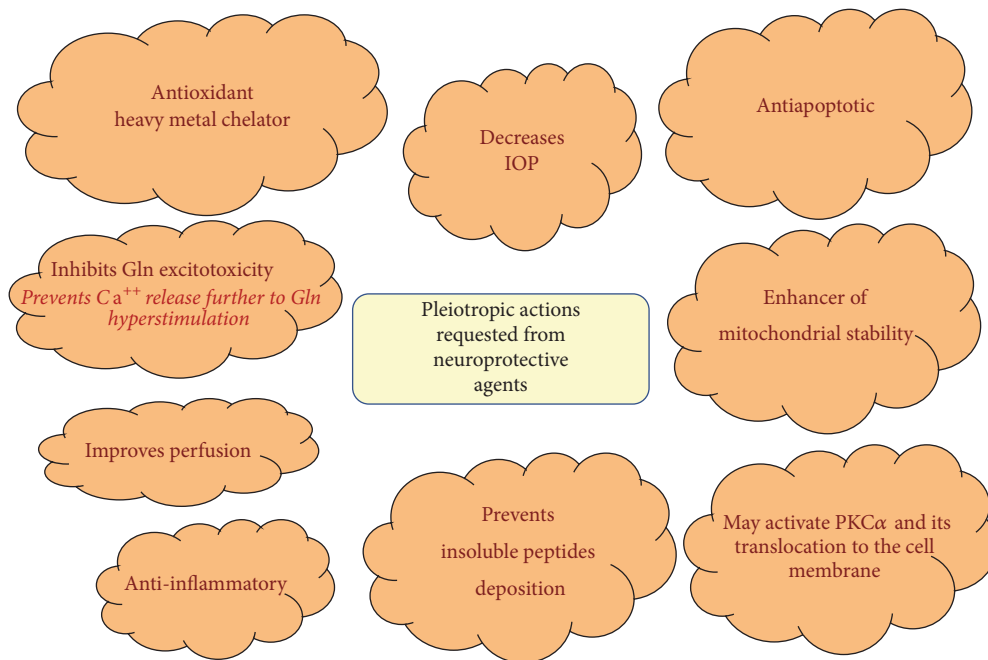 Antioxidant
heavy metal chelator
Decreases
IOP
Antiapoptotic
Inhibits Gln excitotoxicity
Prevents Ca⁺⁺ release further to Gln
hyperstimulation
Pleiotropic actions
requested from
neuroprotective
agents
Enhancer of
mitochondrial stability
Improves perfusion
Prevents
insoluble peptides
deposition
May activate PKCα and its
translocation to the cell
membrane
Anti-inflammatory